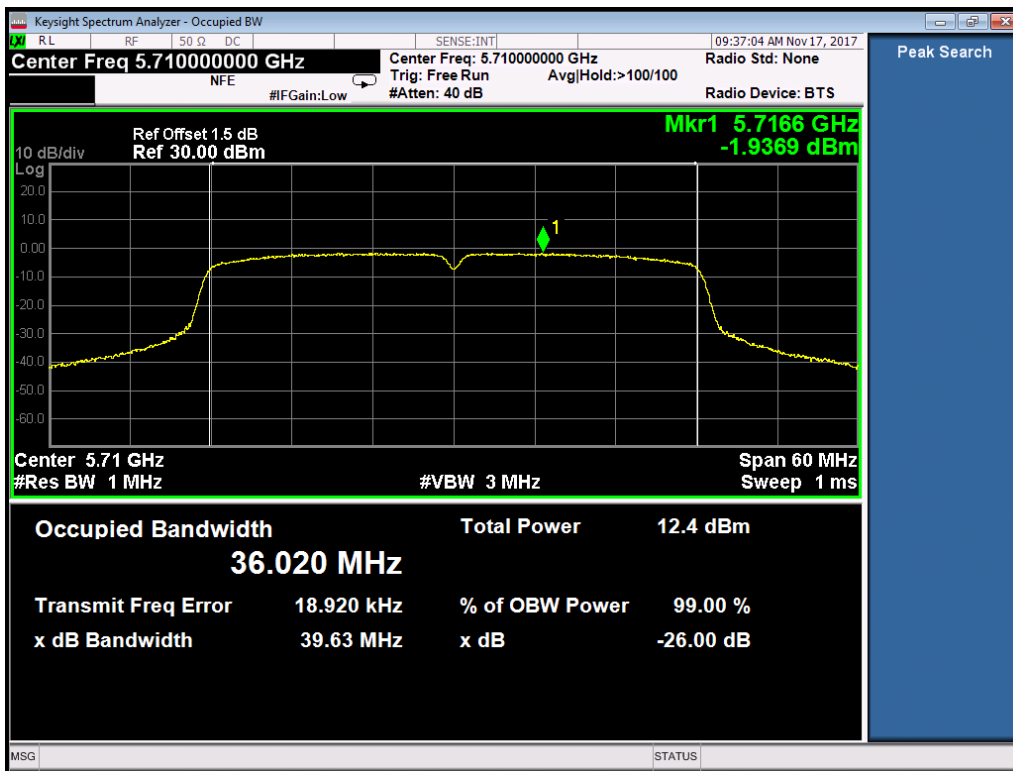 Keysight Spectrum Analyzer - Occupied BW
LXI RL RF 50 Ω DC SENSE:INT 09:37:04 AM Nov 17, 2017
Center Freq 5.710000000 GHz Center Freq: 5.710000000 GHz Radio Std: None Peak Search
NFE Trig: Free Run Avg|Hold:>100/100
#IFGain:Low #Atten: 40 dB Radio Device: BTS
Ref Offset 1.5 dB Mkr1 5.7166 GHz
10 dB/div Ref 30.00 dBm -1.9369 dBm
Log
20.0
10.0
1
0.00
-10.0
-20.0
-30.0
-40.0
-50.0
-60.0
Center 5.71 GHz Span 60 MHz
#Res BW 1 MHz #VBW 3 MHz Sweep 1 ms
Occupied Bandwidth Total Power 12.4 dBm
36.020 MHz
Transmit Freq Error 18.920 kHz % of OBW Power 99.00 %
x dB Bandwidth 39.63 MHz x dB -26.00 dB
MSG STATUS